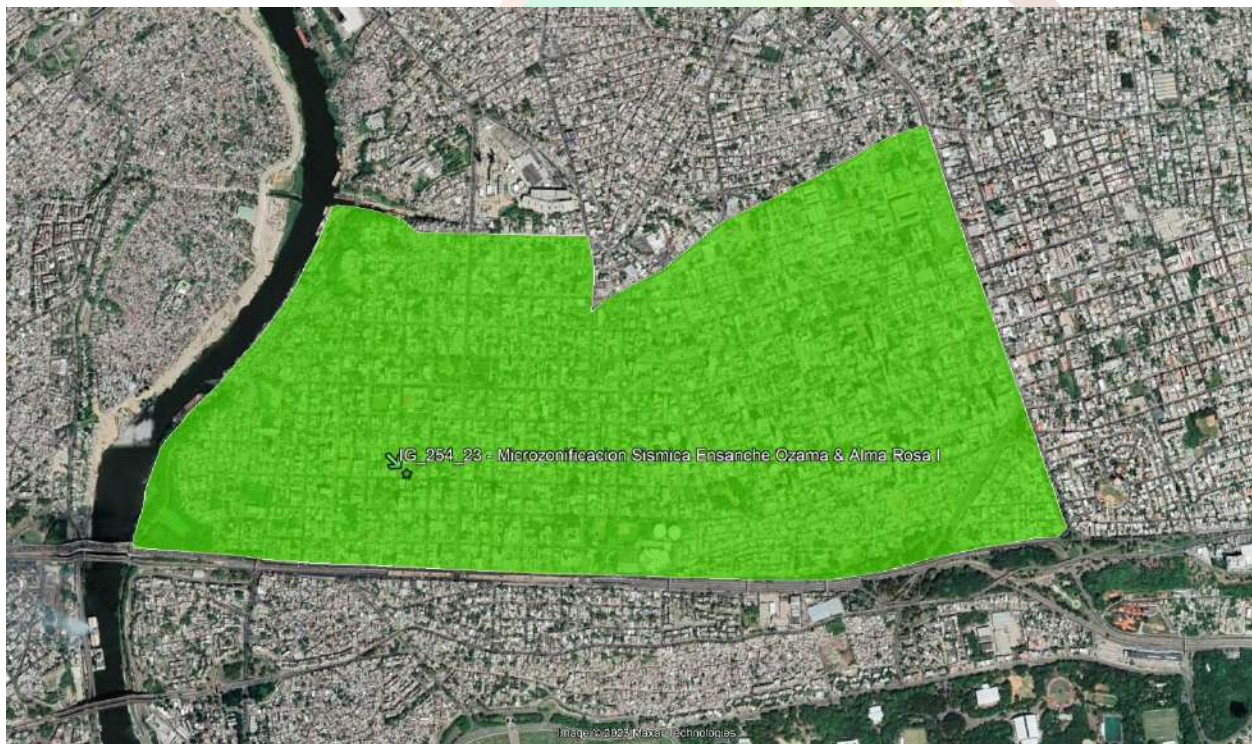 IG_254_23 - Microzonificacion Sismica Ensanche Ozama & Alma Rosa I
Image © 2023 Maxar Technologies